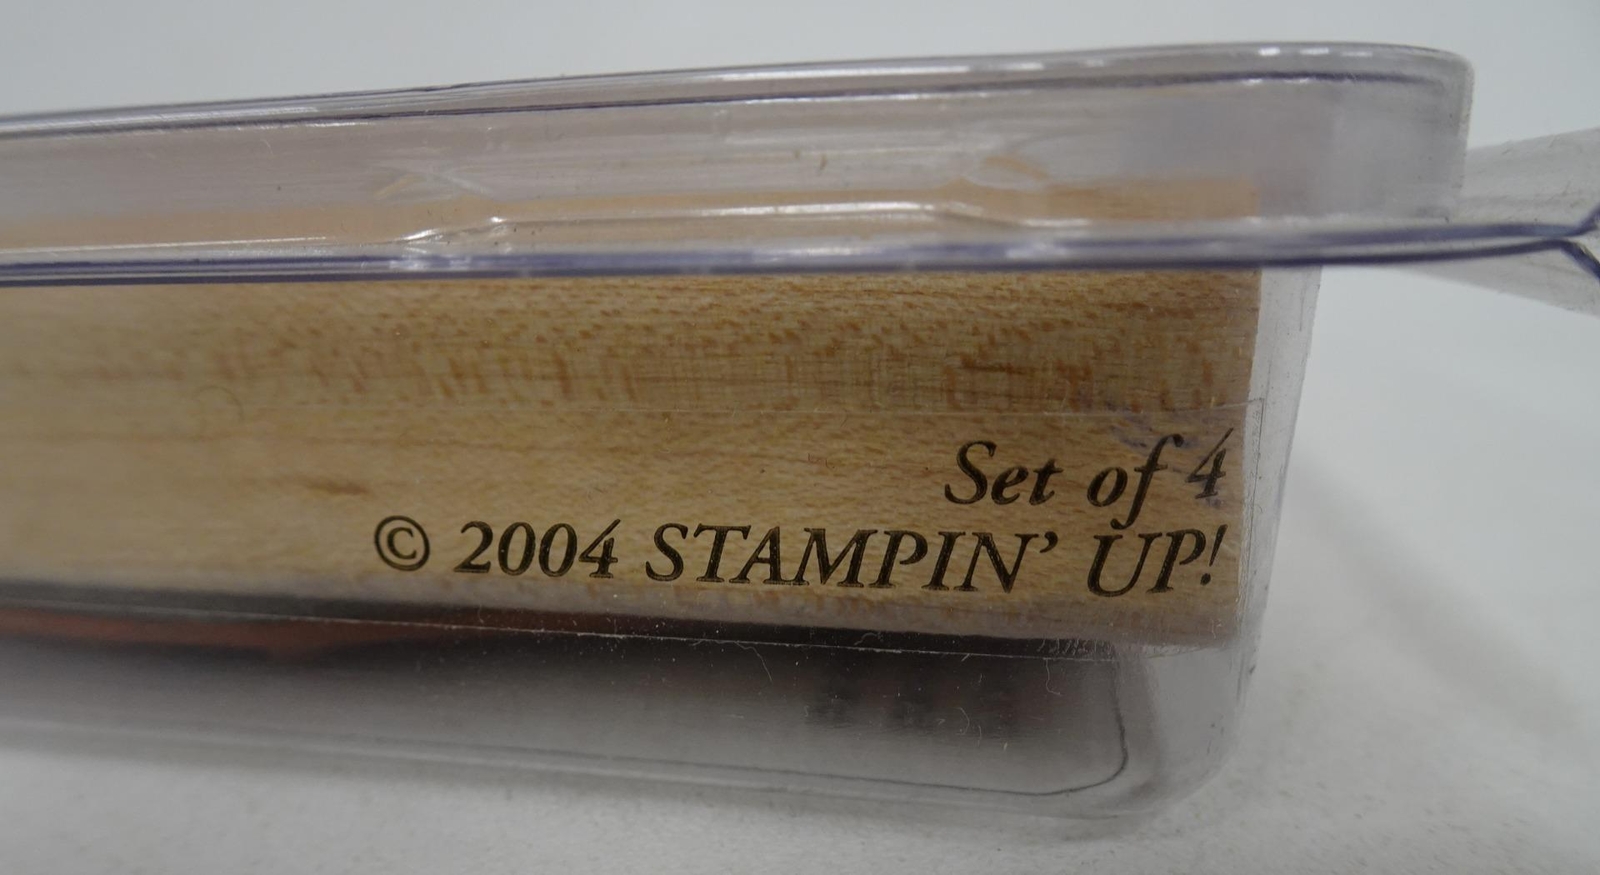 Set of 4
© 2004 STAMPIN' UP!